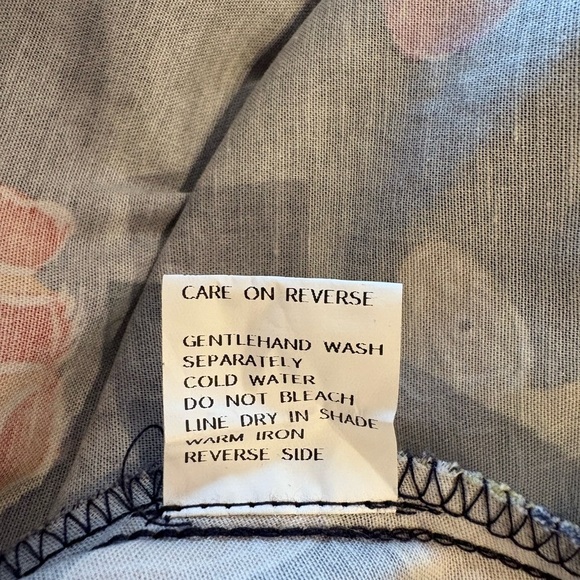 CARE ON REVERSE
GENTLEHAND WASH
SEPARATELY
COLD WATER
DO NOT BLEACH
LINE DRY IN SHADE
WARM IRON
REVERSE SIDE